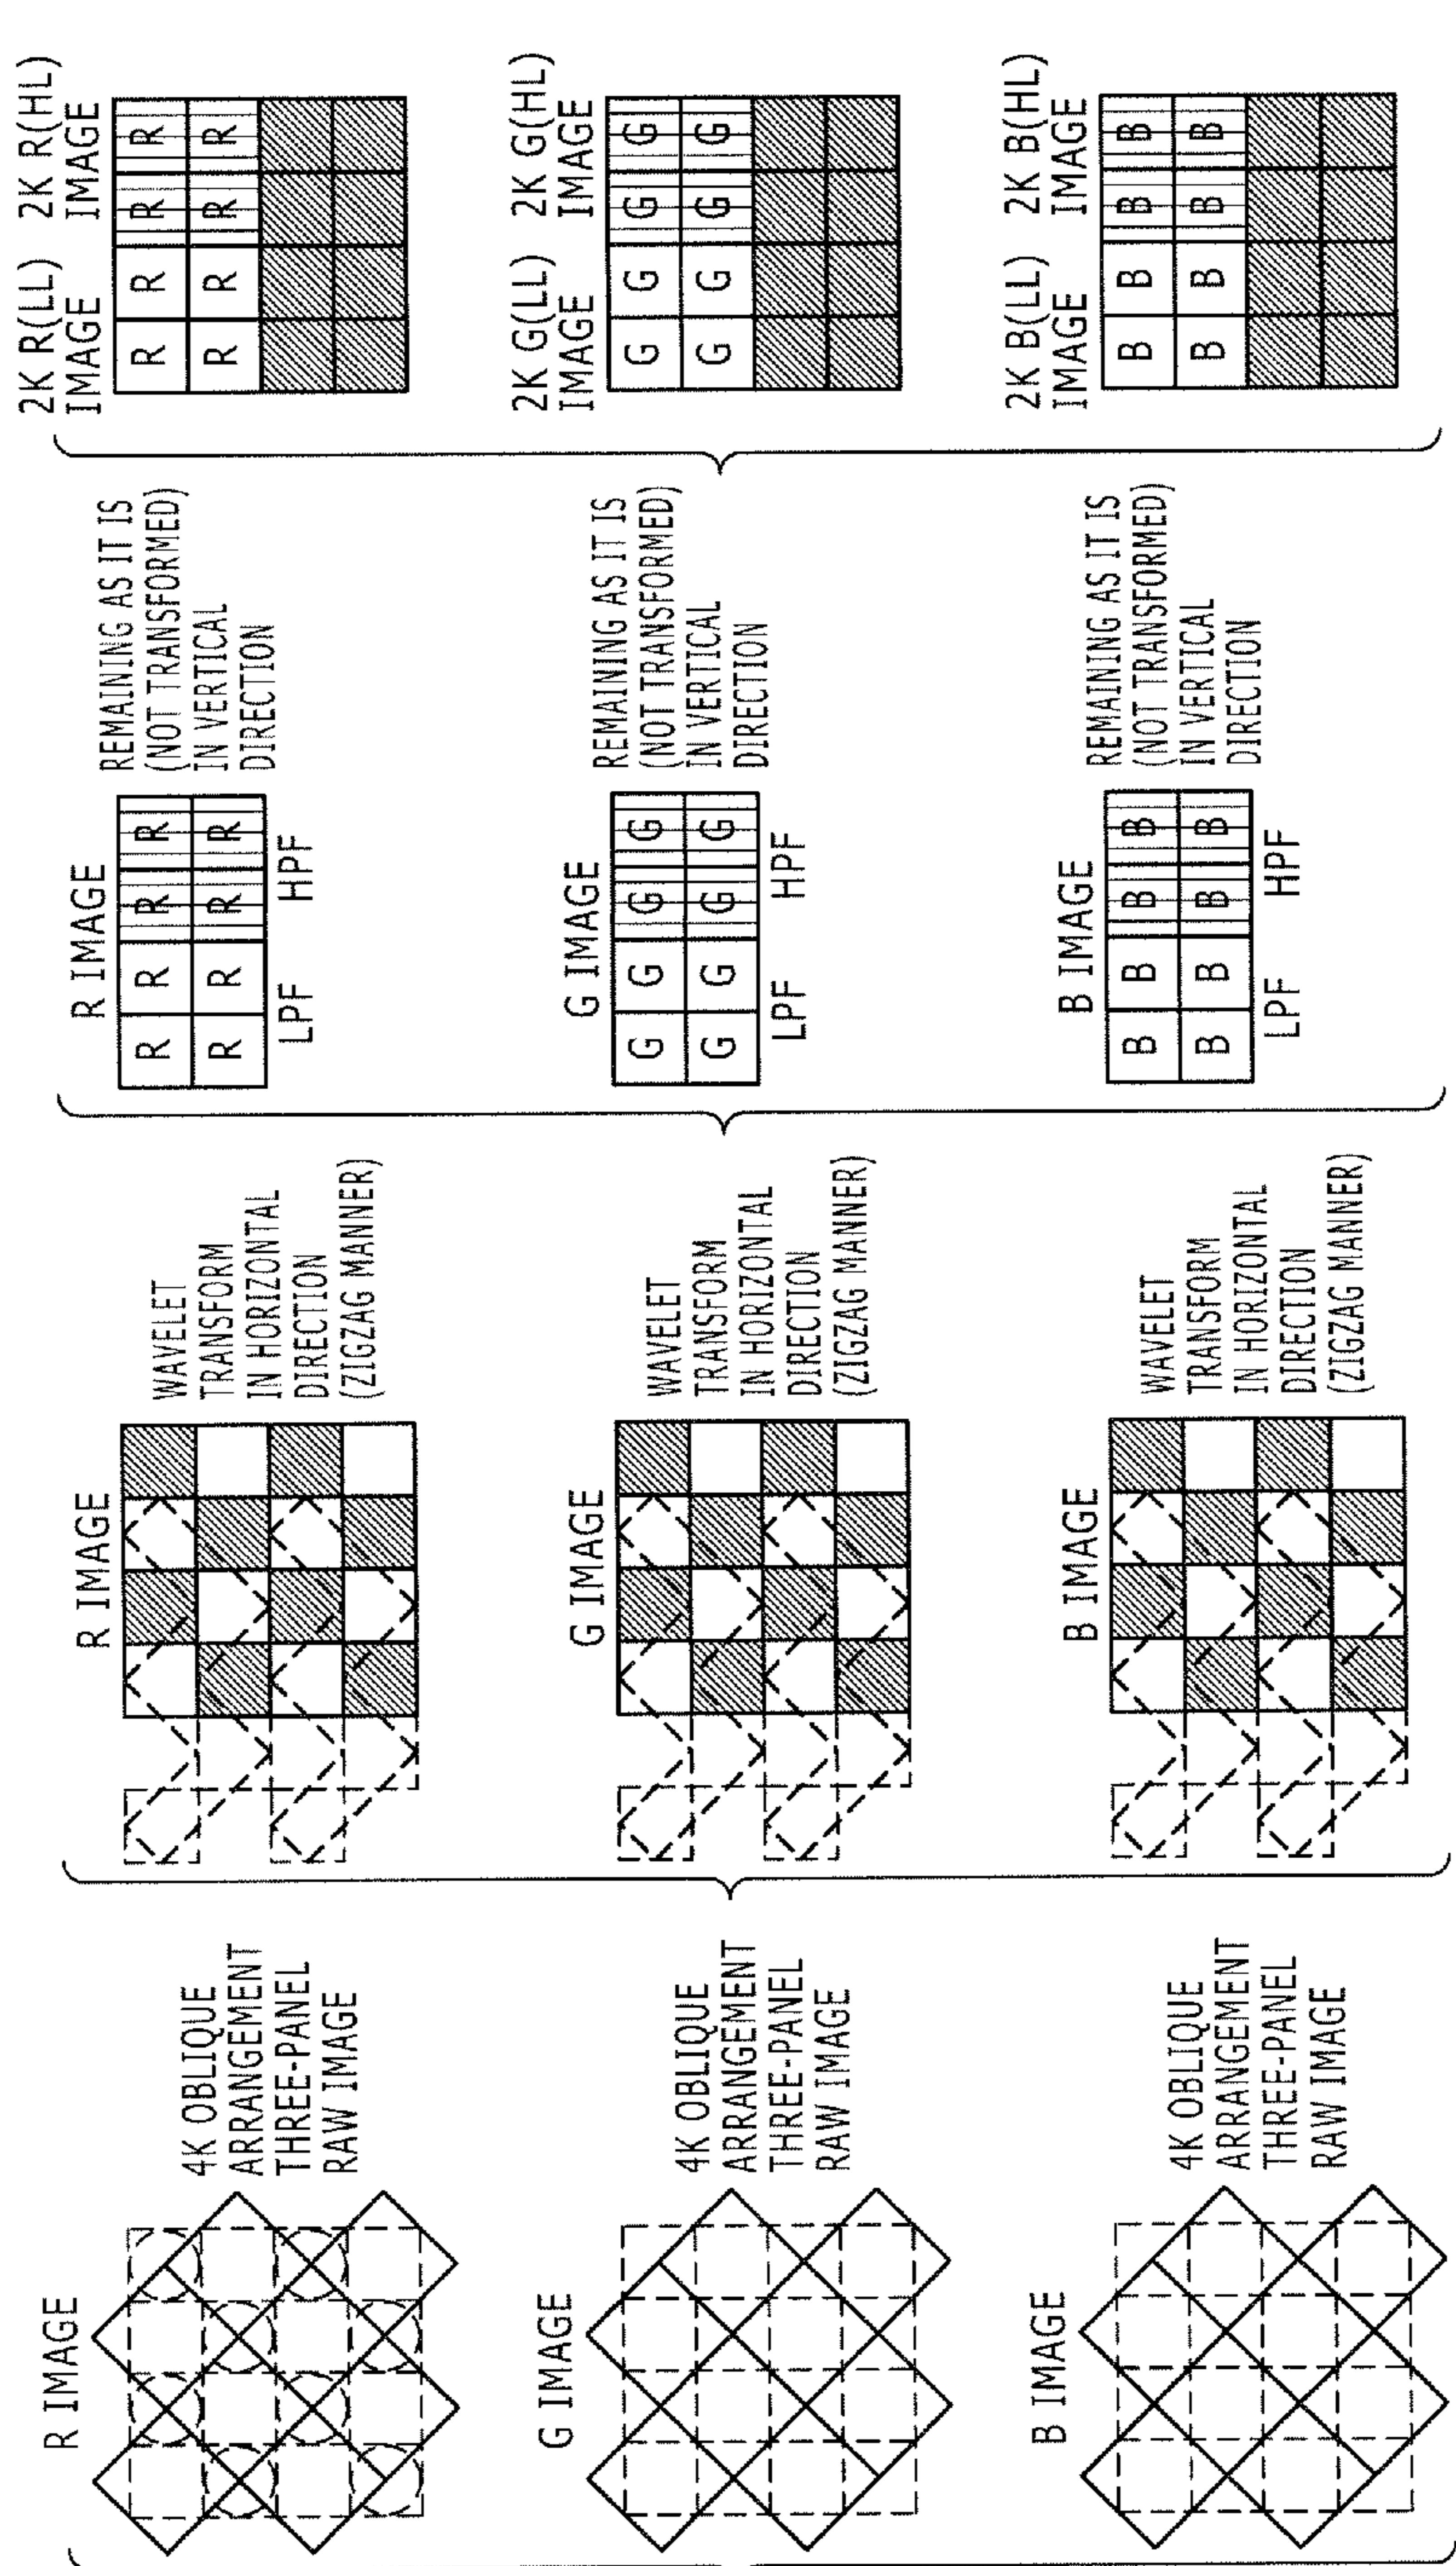 R IMAGE
4K OBLIQUE
ARRANGEMENT
THREE-PANEL
RAW IMAGE
G IMAGE
4K OBLIQUE
ARRANGEMENT
THREE-PANEL
RAW IMAGE
B IMAGE
4K OBLIQUE
ARRANGEMENT
THREE-PANEL
RAW IMAGE
R IMAGE
WAVELET
TRANSFORM
IN HORIZONTAL
DIRECTION
(ZIGZAG MANNER)
G IMAGE
WAVELET
TRANSFORM
IN HORIZONTAL
DIRECTION
(ZIGZAG MANNER)
B IMAGE
WAVELET
TRANSFORM
IN HORIZONTAL
DIRECTION
(ZIGZAG MANNER)
R IMAGE
R R R R
R R R R
LPF HPF
REMAINING AS IT IS
(NOT TRANSFORMED)
IN VERTICAL
DIRECTION
G IMAGE
G G G G
G G G G
LPF HPF
REMAINING AS IT IS
(NOT TRANSFORMED)
IN VERTICAL
DIRECTION
B IMAGE
B B B B
B B B B
LPF HPF
REMAINING AS IT IS
(NOT TRANSFORMED)
IN VERTICAL
DIRECTION
2K R(LL) 2K R(HL)
IMAGE IMAGE
R R R R
R R R R
2K G(LL) 2K G(HL)
IMAGE IMAGE
G G G G
G G G G
2K B(LL) 2K B(HL)
IMAGE IMAGE
B B B B
B B B B